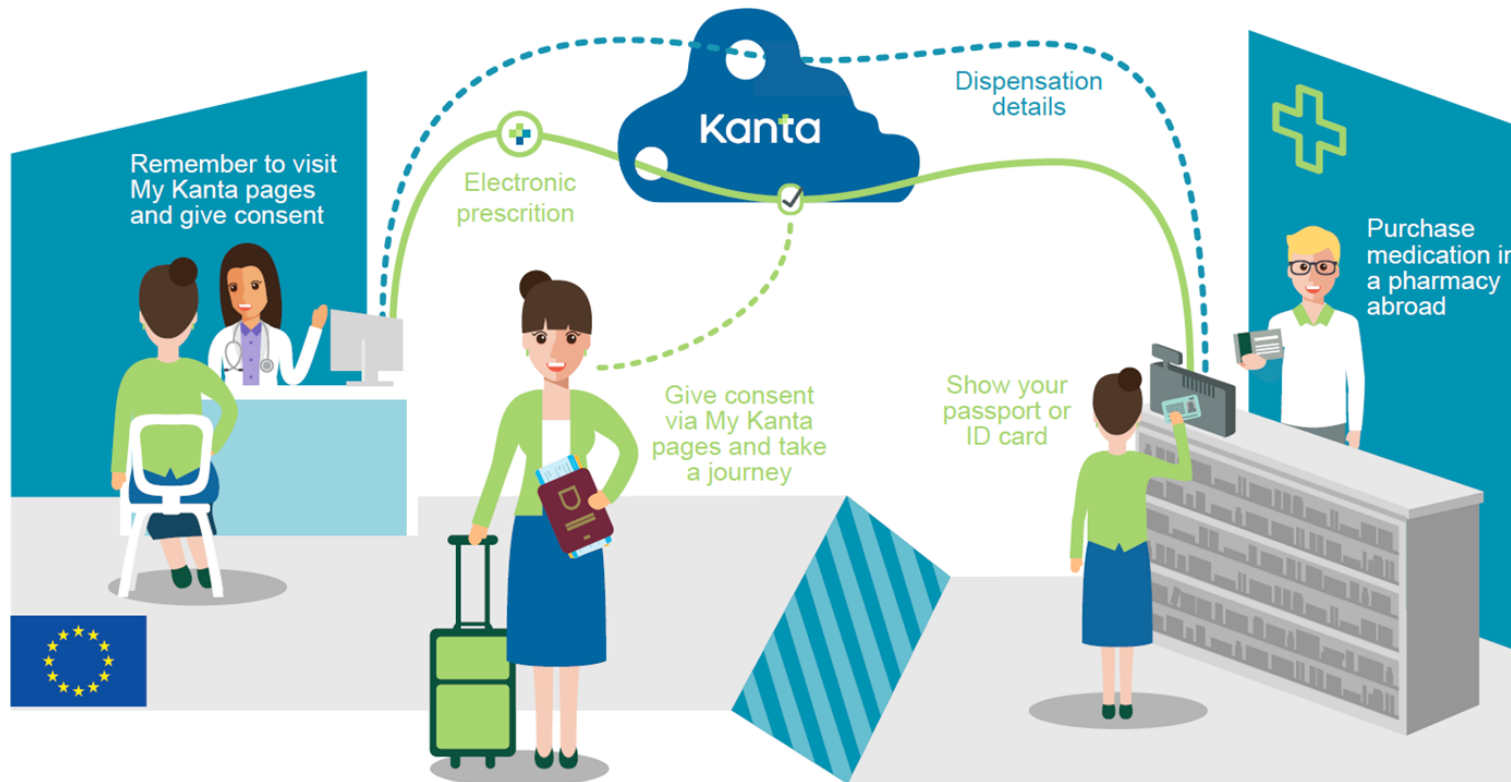 Remember to visit
My Kanta pages
and give consent
Electronic
prescrition
Kanta
Dispensation
details
Give consent
via My Kanta
pages and take
a journey
Show your
passport or
ID card
Purchase
medication in
a pharmacy
abroad